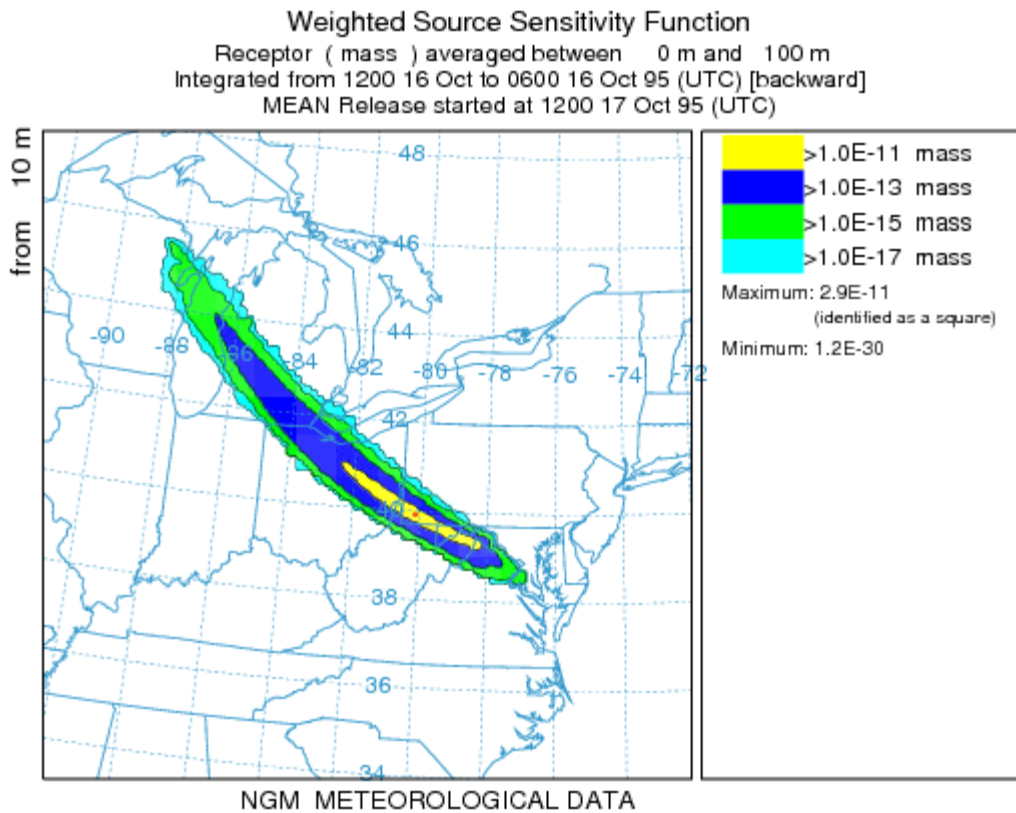 Weighted Source Sensitivity Function
Receptor ( mass ) averaged between 0 m and 100 m
Integrated from 1200 16 Oct to 0600 16 Oct 95 (UTC) [backward]
MEAN Release started at 1200 17 Oct 95 (UTC)
from 10 m
48
46
44
-90 -88 -86 -84 -82 -80 -78 -76 -74 -72
42
40
38
36
34
>1.0E-11 mass
>1.0E-13 mass
>1.0E-15 mass
>1.0E-17 mass
Maximum: 2.9E-11
(identified as a square)
Minimum: 1.2E-30
NGM METEOROLOGICAL DATA